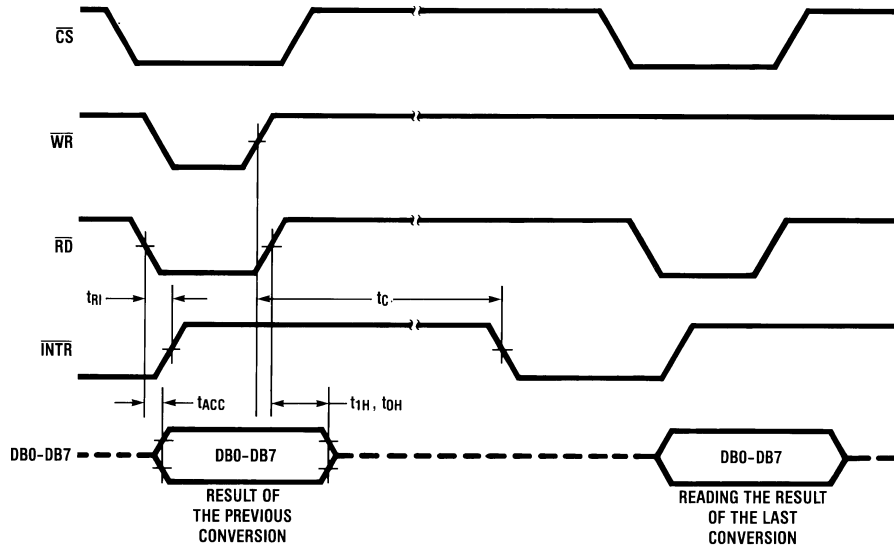 CS
WR
RD
tRI
tC
INTR
tACC
t1H, t0H
DB0-DB7
DB0-DB7
DB0-DB7
RESULT OF
THE PREVIOUS
CONVERSION
READING THE RESULT
OF THE LAST
CONVERSION